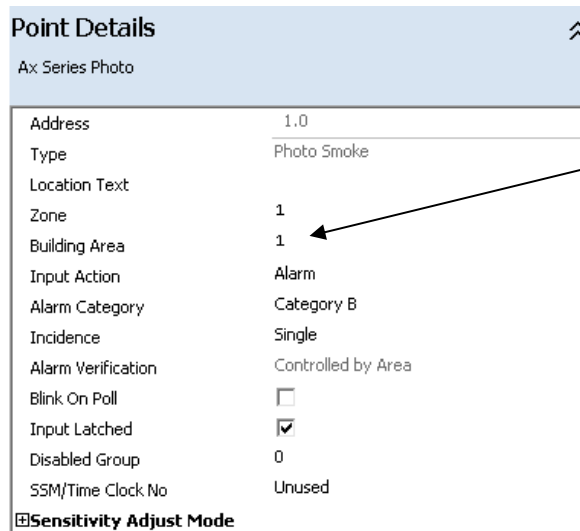 Point Details
Ax Series Photo
Address 1.0
Type Photo Smoke
Location Text
Zone 1
Building Area 1
Input Action Alarm
Alarm Category Category B
Incidence Single
Alarm Verification Controlled by Area
Blink On Poll
Input Latched
Disabled Group 0
SSM/Time Clock No Unused
Sensitivity Adjust Mode